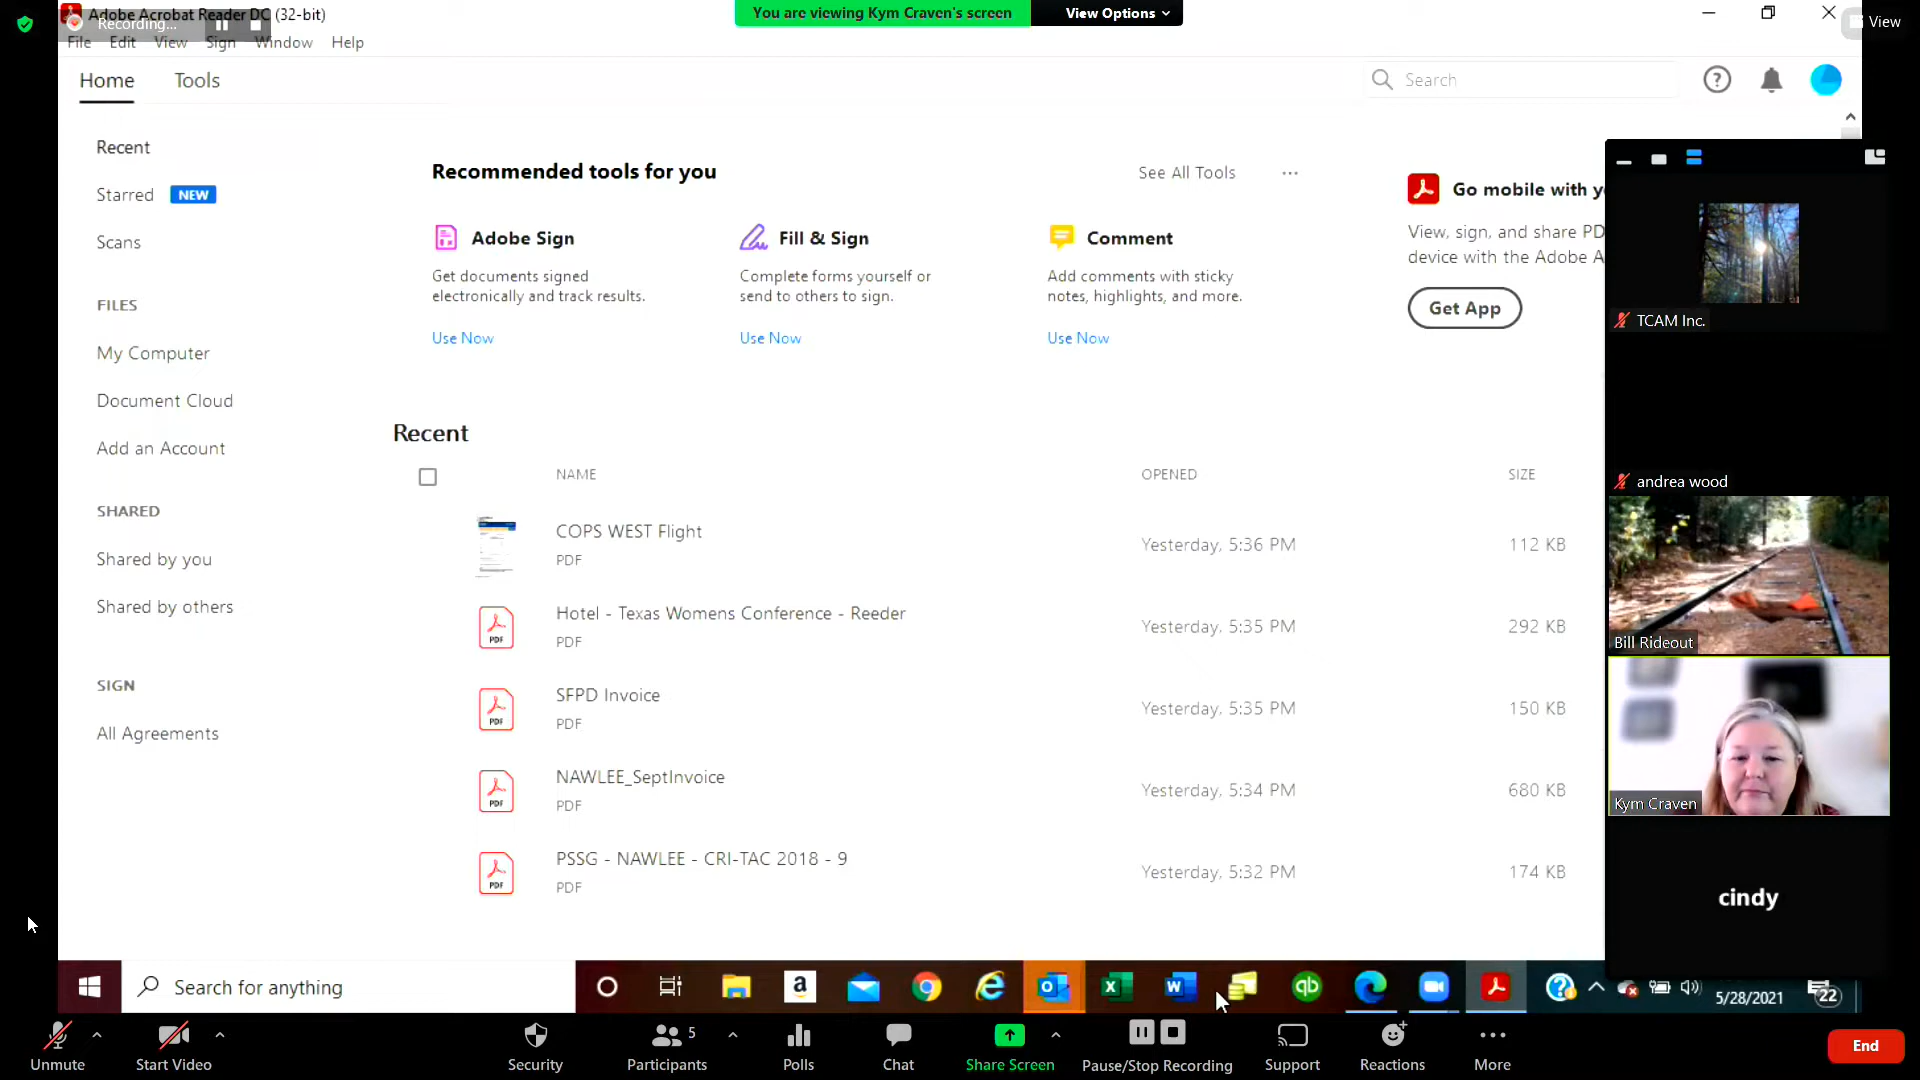 Adobe Acrobat Reader DC (32-bit)
Recording...
You are viewing Kym Craven's screen
View Options
View
File Edit View Sign Window Help
Home Tools
Search
Recent
Starred NEW
Scans
FILES
My Computer
Document Cloud
Add an Account
SHARED
Shared by you
Shared by others
SIGN
All Agreements
Recommended tools for you
See All Tools
Adobe Sign
Get documents signed
electronically and track results.
Use Now
Fill & Sign
Complete forms yourself or
send to others to sign.
Use Now
Comment
Add comments with sticky
notes, highlights, and more.
Use Now
Go mobile with
View, sign, and share
device with the Adobe
Get App
Recent
NAME OPENED SIZE
COPS WEST Flight
PDF
Yesterday, 5:36 PM 112 KB
Hotel - Texas Womens Conference - Reeder
PDF
Yesterday, 5:35 PM 292 KB
SFPD Invoice
PDF
Yesterday, 5:35 PM 150 KB
NAWLEE_SeptInvoice
PDF
Yesterday, 5:34 PM 680 KB
PSSG - NAWLEE - CRI-TAC 2018 - 9
PDF
Yesterday, 5:32 PM 174 KB
TCAM Inc.
andrea wood
Bill Rideout
Kym Craven
cindy
Search for anything
5/28/2021
22
Unmute
Start Video
Security
Participants 5
Polls
Chat
Share Screen
Pause/Stop Recording
Support
Reactions
More
End